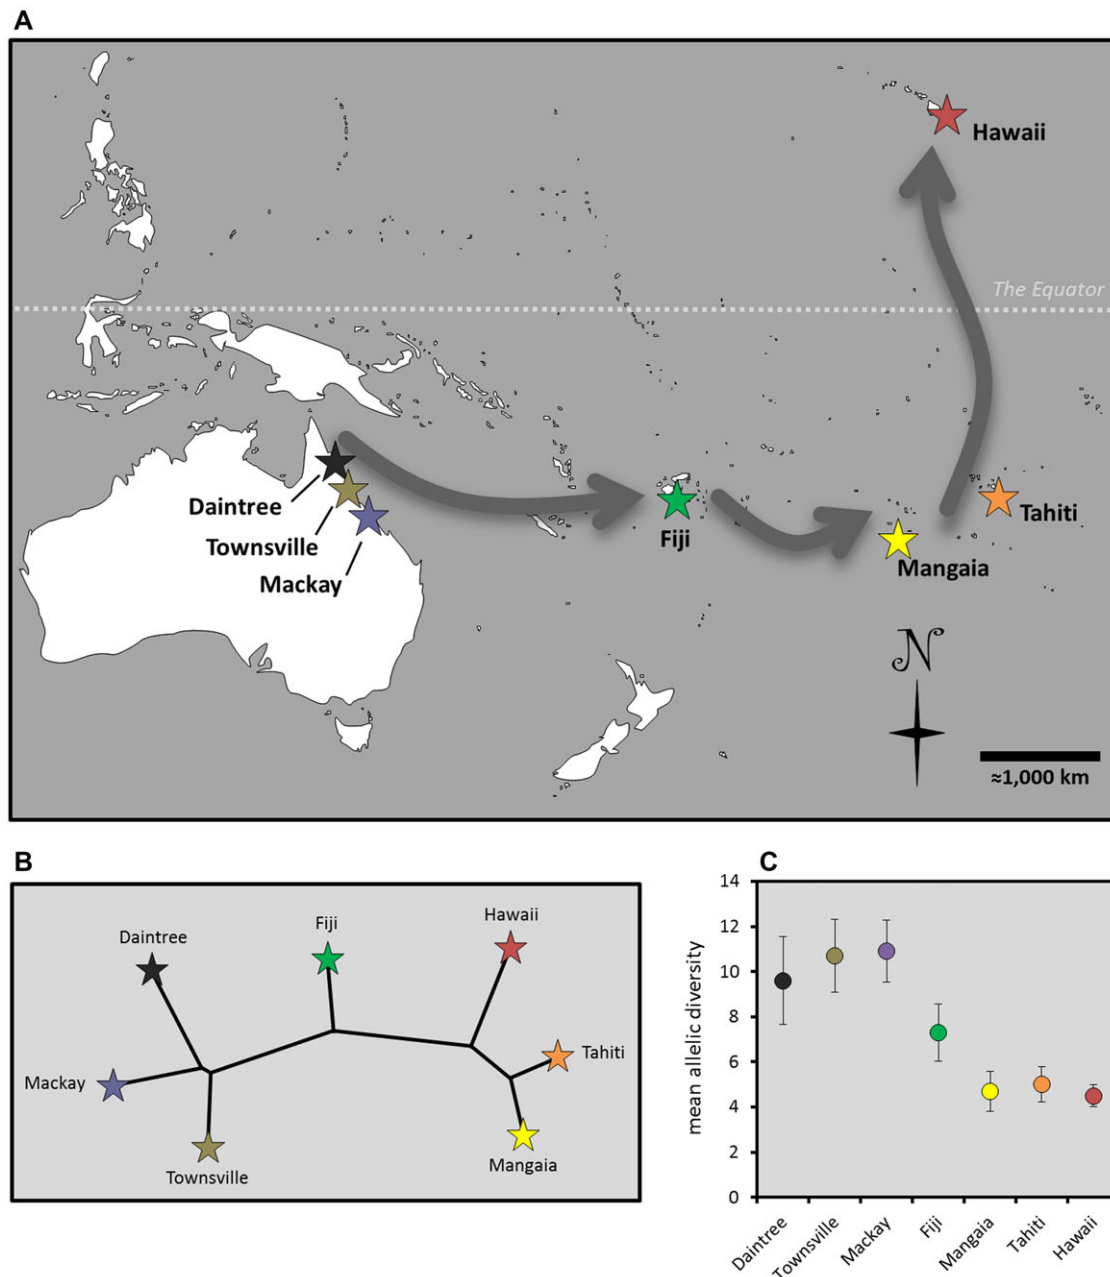 A
Hawaii
The Equator
Daintree
Townsville
Mackay
Fiji
Tahiti
Mangaia
N
≈1,000 km
B
Daintree
Fiji
Hawaii
Mackay
Tahiti
Townsville
Mangaia
C
mean allelic diversity
14
12
10
8
6
4
2
0
Daintree
Townsville
Mackay
Fiji
Mangaia
Tahiti
Hawaii